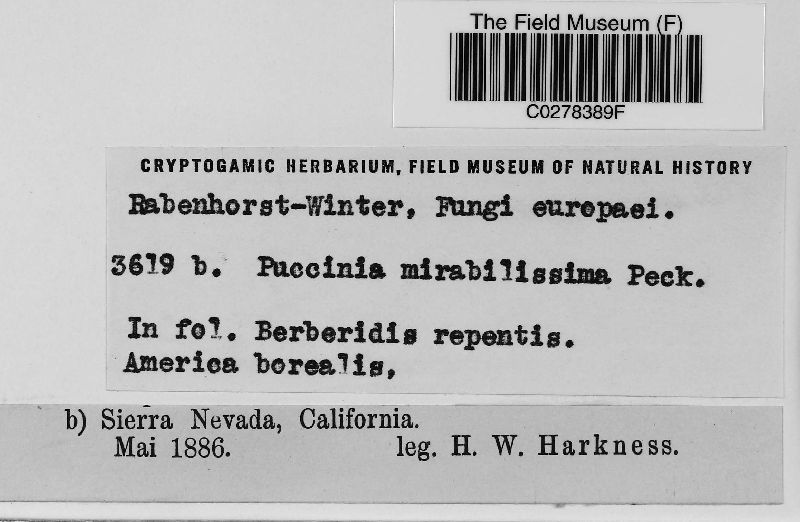 The Field Museum (F)
C0278389F
CRYPTOGAMIC HERBARIUM, FIELD MUSEUM OF NATURAL HISTORY
Rabenhorst-Winter, Fungi europaei.
3619 b. Puccinia mirabilissima Peck.
In fol. Berberidis repentis.
America borealis,
b) Sierra Nevada, California.
Mai 1886. leg. H. W. Harkness.